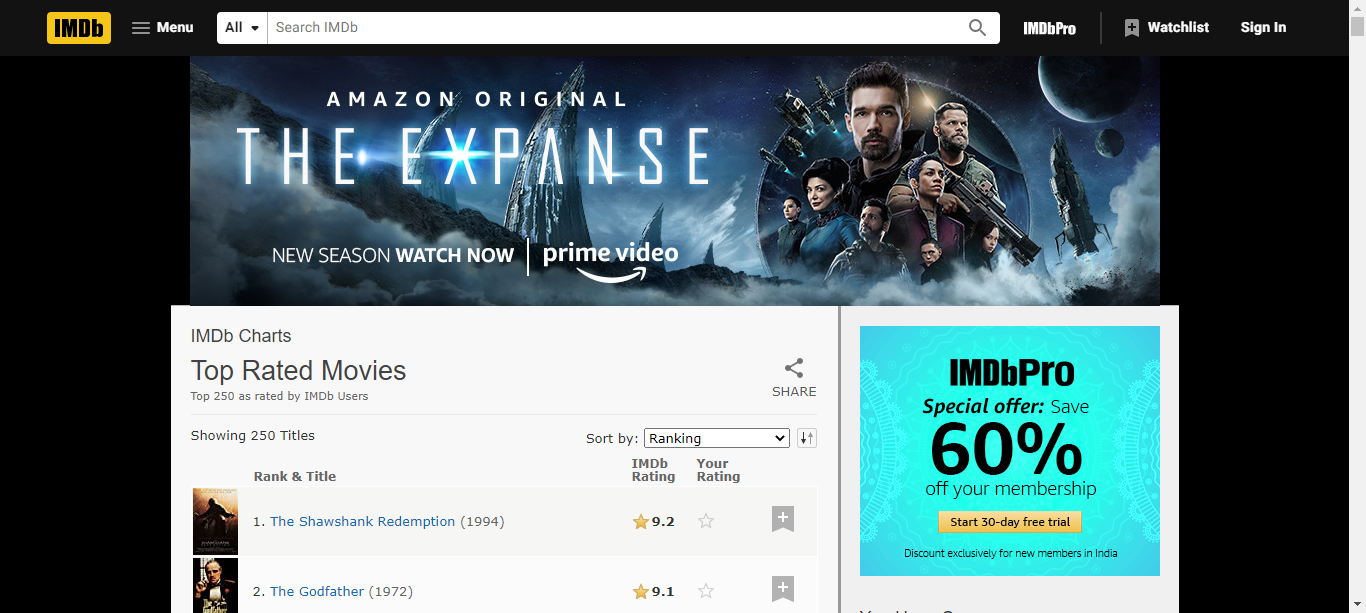 IMDb Menu All Search IMDb IMDbPro Watchlist Sign In
AMAZON ORIGINAL
THE EXPANSE
NEW SEASON WATCH NOW prime video
IMDb Charts
Top Rated Movies
Top 250 as rated by IMDb Users
SHARE
Showing 250 Titles
Sort by: Ranking
Rank & Title
IMDb
Rating
Your
Rating
1. The Shawshank Redemption (1994) 9.2
2. The Godfather (1972) 9.1
IMDbPro
Special offer: Save
60%
off your membership
Start 30-day free trial
Discount exclusively for new members in India